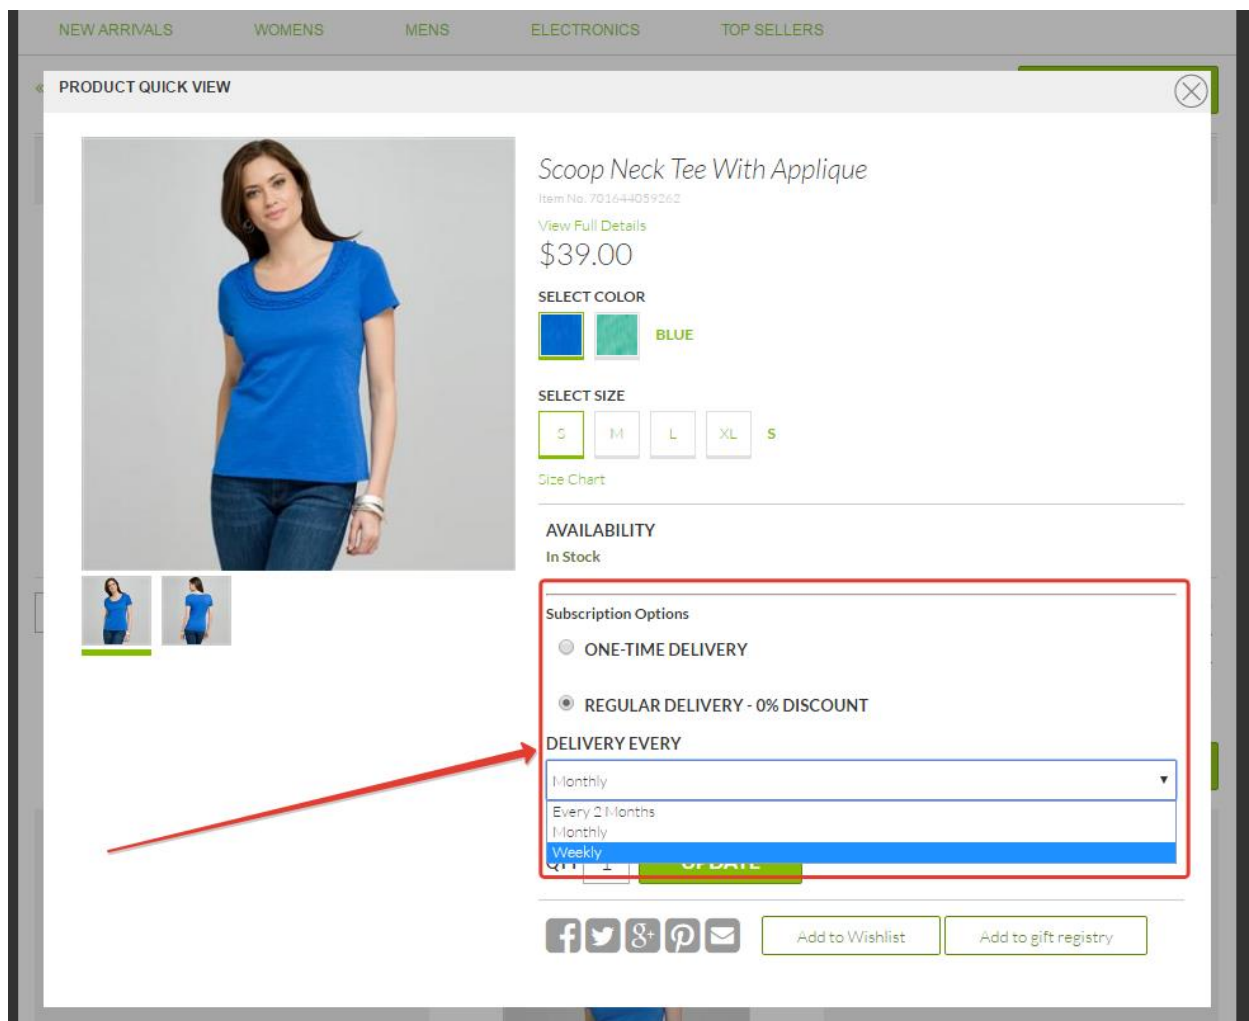 NEW ARRIVALS WOMENS MENS ELECTRONICS TOP SELLERS
«
PRODUCT QUICK VIEW
Scoop Neck Tee With Applique
Item No. 701644059262
View Full Details
$39.00
SELECT COLOR
BLUE
SELECT SIZE
S M L XL S
Size Chart
AVAILABILITY
In Stock
Subscription Options
ONE-TIME DELIVERY
REGULAR DELIVERY - 0% DISCOUNT
DELIVERY EVERY
Monthly
Every 2 Months
Monthly
Weekly
QTY 1 UPDATE
Add to Wishlist Add to gift registry